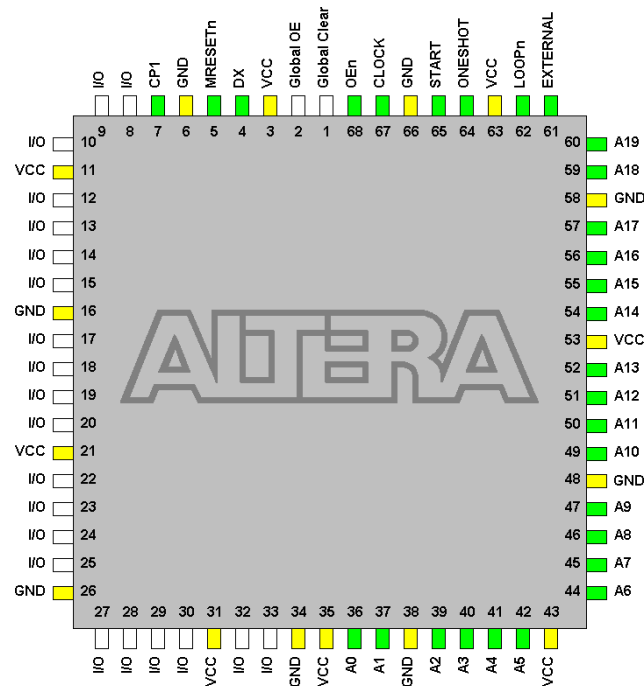 I/O I/O CP1 GND MRESETn DX VCC Global OE Global Clear OEn CLOCK GND START ONESHOT VCC LOOPn EXTERNAL
9 8 7 6 5 4 3 2 1 68 67 66 65 64 63 62 61
I/O 10 60 A19
VCC 11 59 A18
I/O 12 58 GND
I/O 13 57 A17
I/O 14 56 A16
I/O 15 55 A15
GND 16 54 A14
I/O 17 53 VCC
I/O 18 52 A13
I/O 19 51 A12
I/O 20 50 A11
VCC 21 49 A10
I/O 22 48 GND
I/O 23 47 A9
I/O 24 46 A8
I/O 25 45 A7
GND 26 44 A6
ALTERA
27 28 29 30 31 32 33 34 35 36 37 38 39 40 41 42 43
I/O I/O I/O I/O VCC I/O I/O GND VCC A0 A1 GND A2 A3 A4 A5 VCC